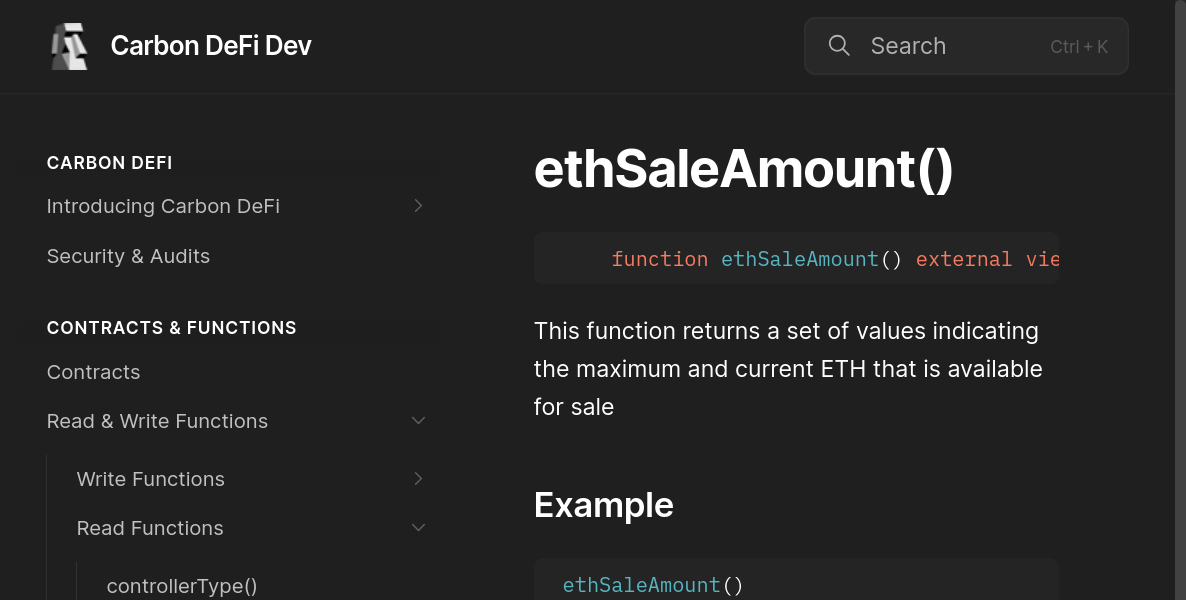 Carbon DeFi Dev
Search
Ctrl + K
CARBON DEFI
Introducing Carbon DeFi
Security & Audits
CONTRACTS & FUNCTIONS
Contracts
Read & Write Functions
Write Functions
Read Functions
controllerType()
ethSaleAmount()
function ethSaleAmount() external vie
This function returns a set of values indicating
the maximum and current ETH that is available
for sale
Example
ethSaleAmount()